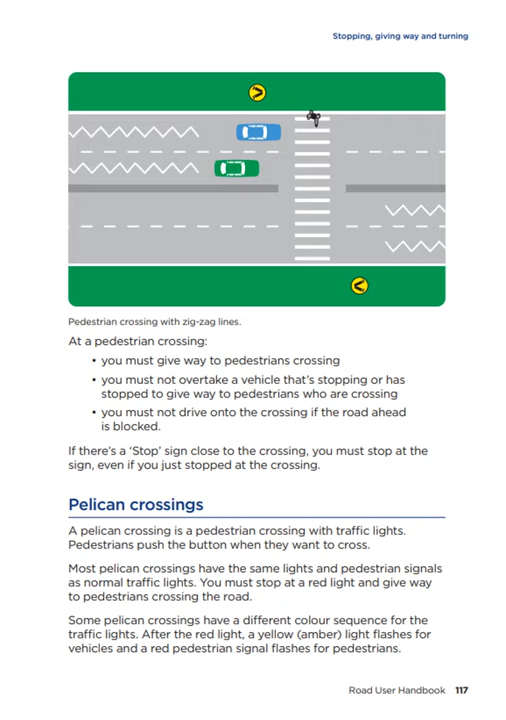 Stopping, giving way and turning
Pedestrian crossing with zig-zag lines.
At a pedestrian crossing:
• you must give way to pedestrians crossing
• you must not overtake a vehicle that's stopping or has
stopped to give way to pedestrians who are crossing
• you must not drive onto the crossing if the road ahead
is blocked.
If there's a 'Stop' sign close to the crossing, you must stop at the
sign, even if you just stopped at the crossing.
Pelican crossings
A pelican crossing is a pedestrian crossing with traffic lights.
Pedestrians push the button when they want to cross.
Most pelican crossings have the same lights and pedestrian signals
as normal traffic lights. You must stop at a red light and give way
to pedestrians crossing the road.
Some pelican crossings have a different colour sequence for the
traffic lights. After the red light, a yellow (amber) light flashes for
vehicles and a red pedestrian signal flashes for pedestrians.
Road User Handbook 117